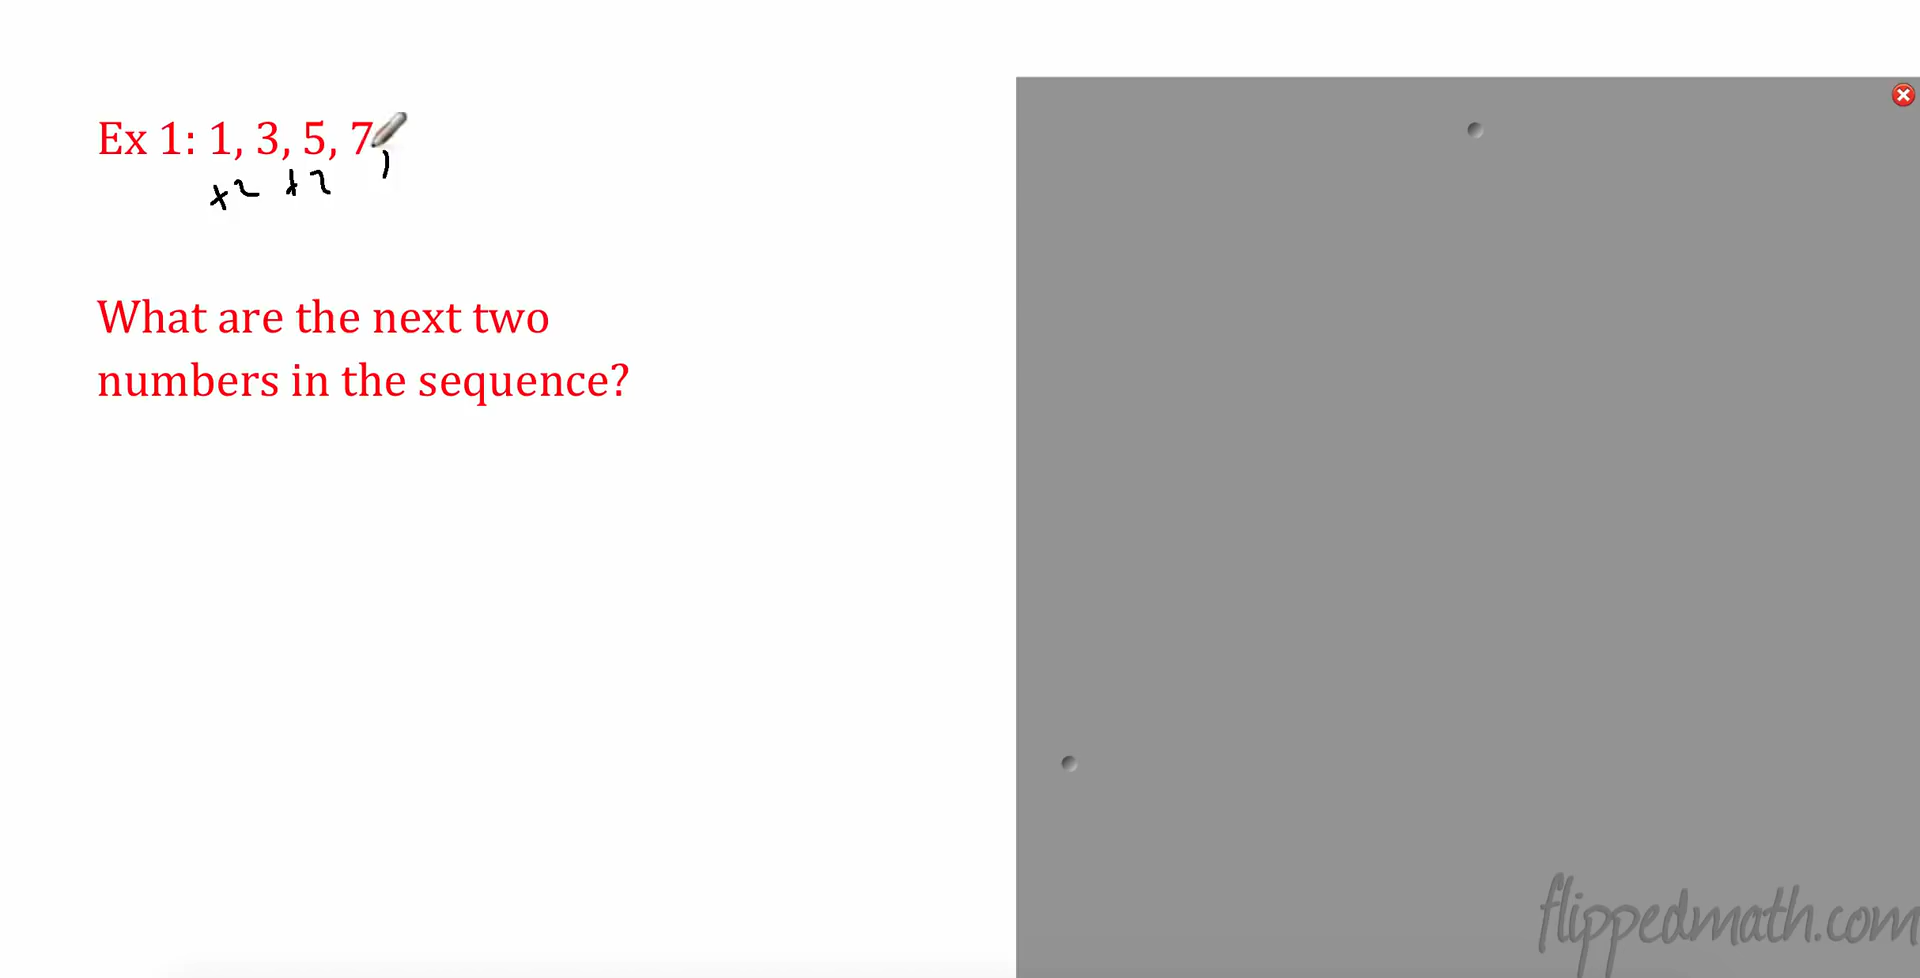 Ex 1: 1, 3, 5, 7,
+2 +2
What are the next two
numbers in the sequence?
flippedmath.com